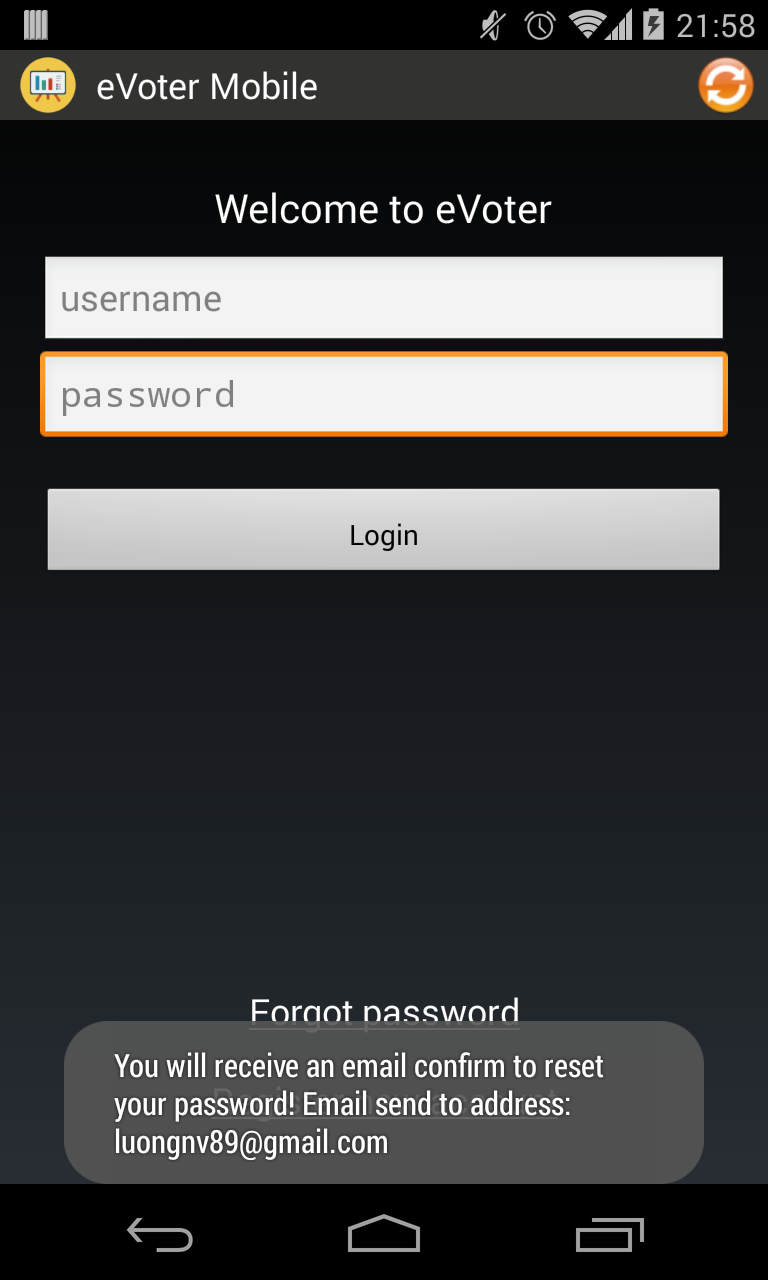 21:58
eVoter Mobile
Welcome to eVoter
username
password
Login
Forgot password
You will receive an email confirm to reset
your password! Email send to address:
luongnv89@gmail.com